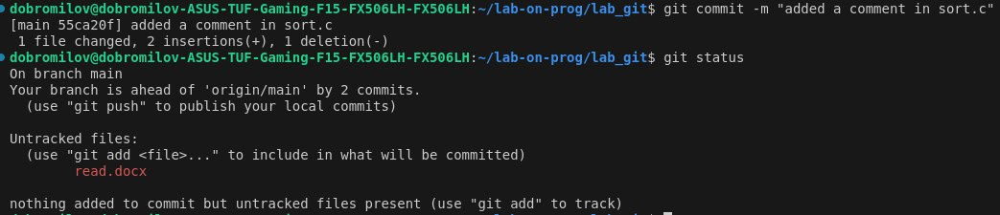 dobromilov@dobromilov-ASUS-TUF-Gaming-F15-FX506LH-FX506LH:~/lab-on-prog/lab_git$ git commit -m "added a comment in sort.c"
[main 55ca20f] added a comment in sort.c
 1 file changed, 2 insertions(+), 1 deletion(-)
dobromilov@dobromilov-ASUS-TUF-Gaming-F15-FX506LH-FX506LH:~/lab-on-prog/lab_git$ git status
On branch main
Your branch is ahead of 'origin/main' by 2 commits.
  (use "git push" to publish your local commits)

Untracked files:
  (use "git add <file>..." to include in what will be committed)
        read.docx

nothing added to commit but untracked files present (use "git add" to track)